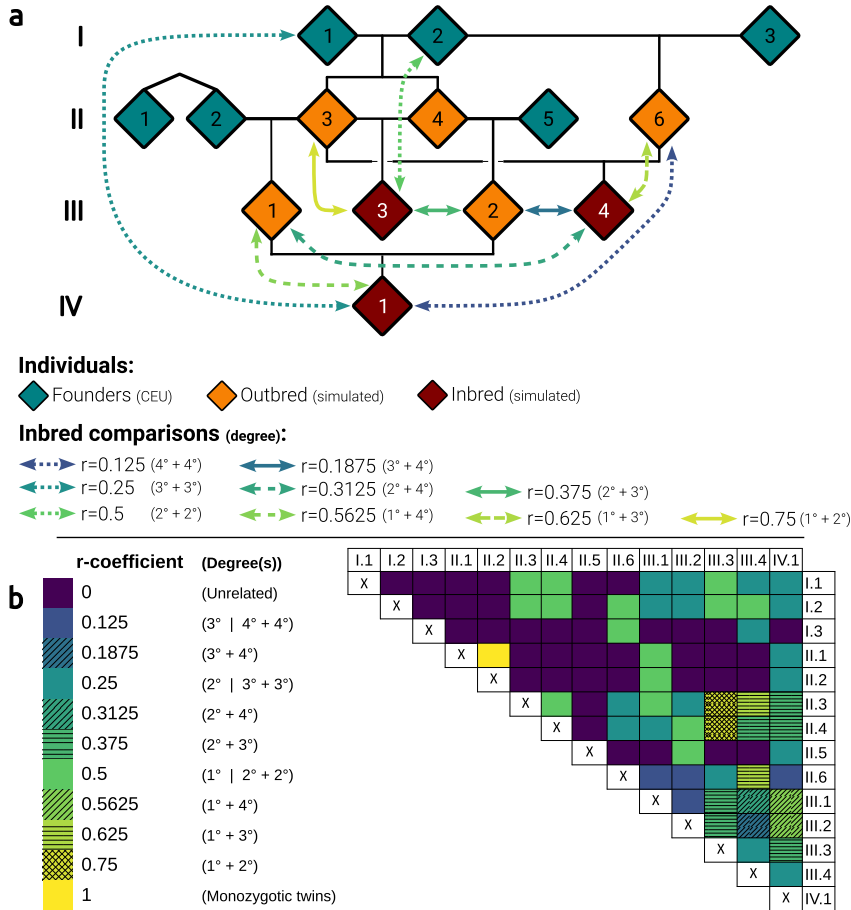 a
I
1
2
3
II
1
2
3
4
5
6
III
1
3
2
4
IV
1
Individuals:
Founders (CEU) Outbred (simulated) Inbred (simulated)
Inbred comparisons (degree):
r=0.125 (4° + 4°) r=0.1875 (3° + 4°)
r=0.25 (3° + 3°) r=0.3125 (2° + 4°) r=0.375 (2° + 3°)
r=0.5 (2° + 2°) r=0.5625 (1° + 4°) r=0.625 (1° + 3°) r=0.75 (1° + 2°)
b
r-coefficient (Degree(s))
0 (Unrelated)
0.125 (3° | 4° + 4°)
0.1875 (3° + 4°)
0.25 (2° | 3° + 3°)
0.3125 (2° + 4°)
0.375 (2° + 3°)
0.5 (1° | 2° + 2°)
0.5625 (1° + 4°)
0.625 (1° + 3°)
0.75 (1° + 2°)
1 (Monozygotic twins)
I.1 I.2 I.3 II.1 II.2 II.3 II.4 II.5 II.6 III.1 III.2 III.3 III.4 IV.1
X I.1
X I.2
X I.3
X II.1
X II.2
X II.3
X II.4
X II.5
X II.6
X III.1
X III.2
X III.3
X III.4
X IV.1